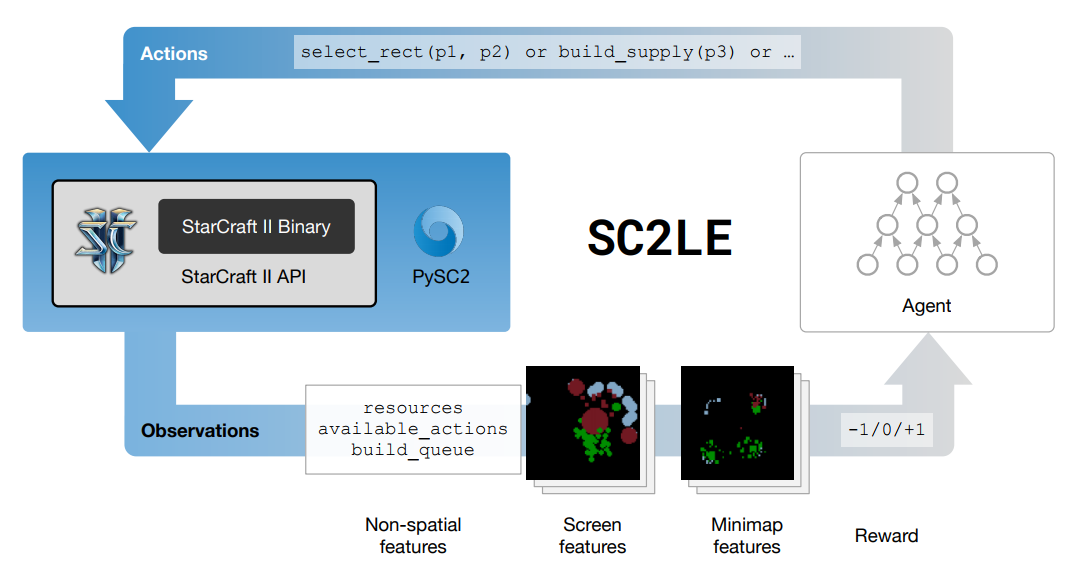 Actions
select_rect(p1, p2) or build_supply(p3) or …
SC
StarCraft II Binary
StarCraft II API
PySC2
SC2LE
Agent
Observations
resources
available_actions
build_queue
-1/0/+1
Non-spatial
features
Screen
features
Minimap
features
Reward